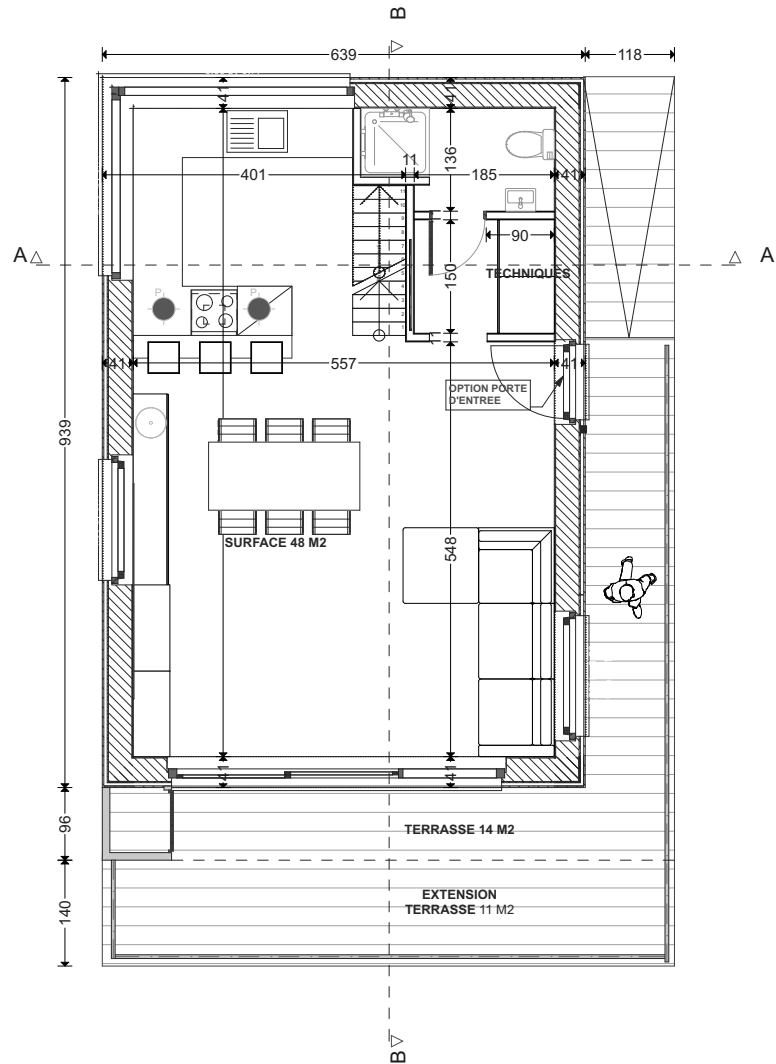 B
639
118
41
41
136
11
401
185
41
90
P
P
A
A
TECHNIQUES
150
41
557
41
OPTION PORTE
D'ENTREE
939
SURFACE 48 M2
548
41
41
96
TERRASSE 14 M2
140
EXTENSION
TERRASSE 11 M2
B